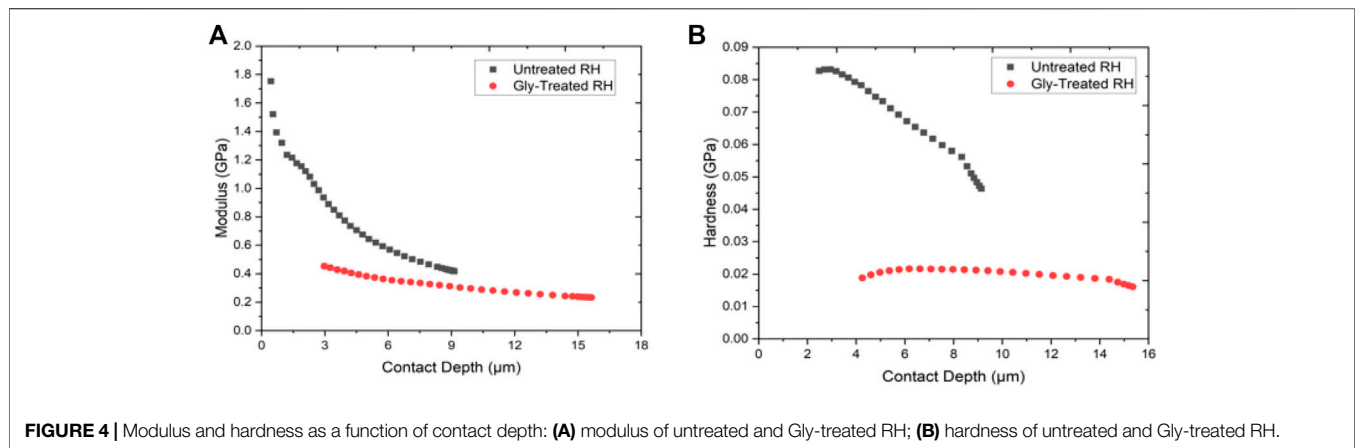 A
2.0
1.8
1.6
1.4
1.2
1.0
0.8
0.6
0.4
0.2
0.0
Modulus (GPa)
Untreated RH
Gly-Treated RH
0 3 6 9 12 15 18
Contact Depth (µm)
B
0.09
0.08
0.07
0.06
0.05
0.04
0.03
0.02
0.01
0.00
Hardness (GPa)
Untreated RH
Gly-Treated RH
0 2 4 6 8 10 12 14 16
Contact Depth (µm)
FIGURE 4 | Modulus and hardness as a function of contact depth: (A) modulus of untreated and Gly-treated RH; (B) hardness of untreated and Gly-treated RH.